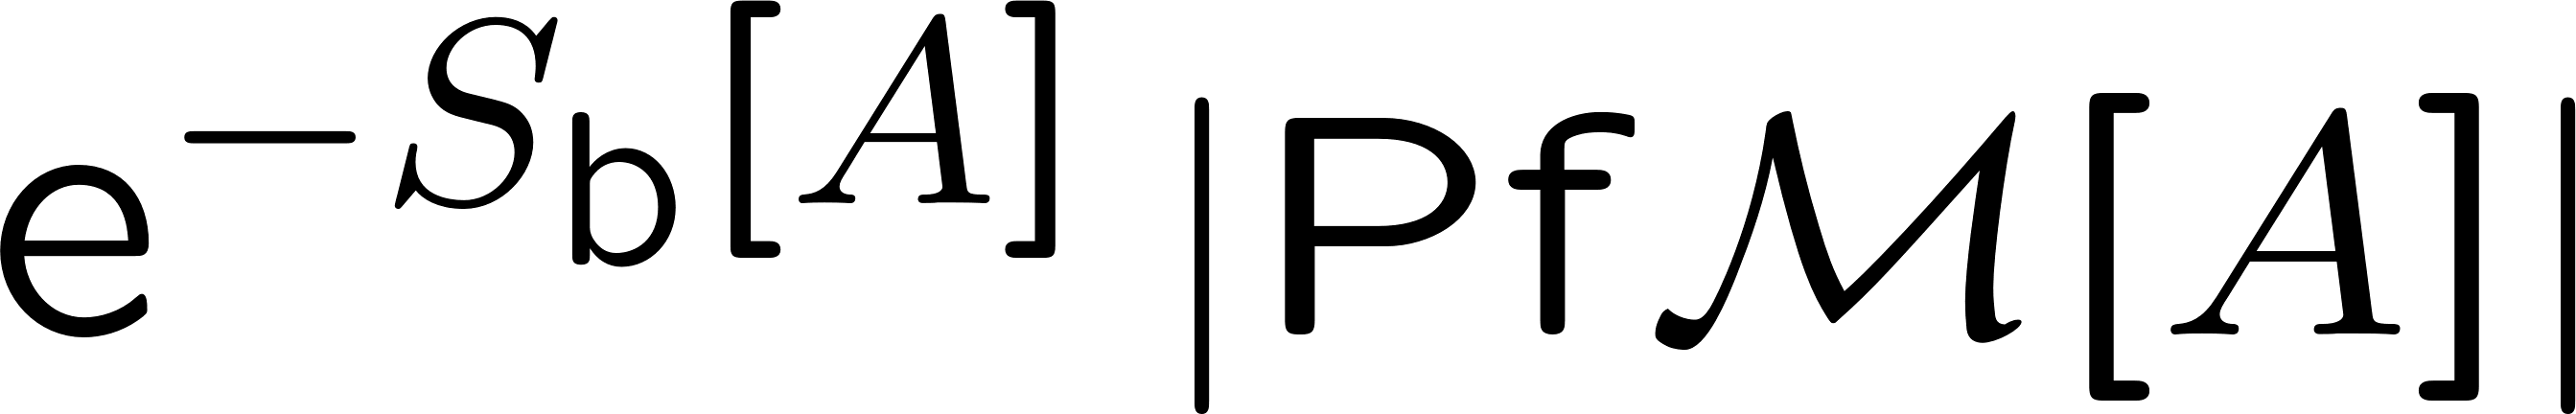 e^{-S_b[A]} |Pf ℳ[A]|